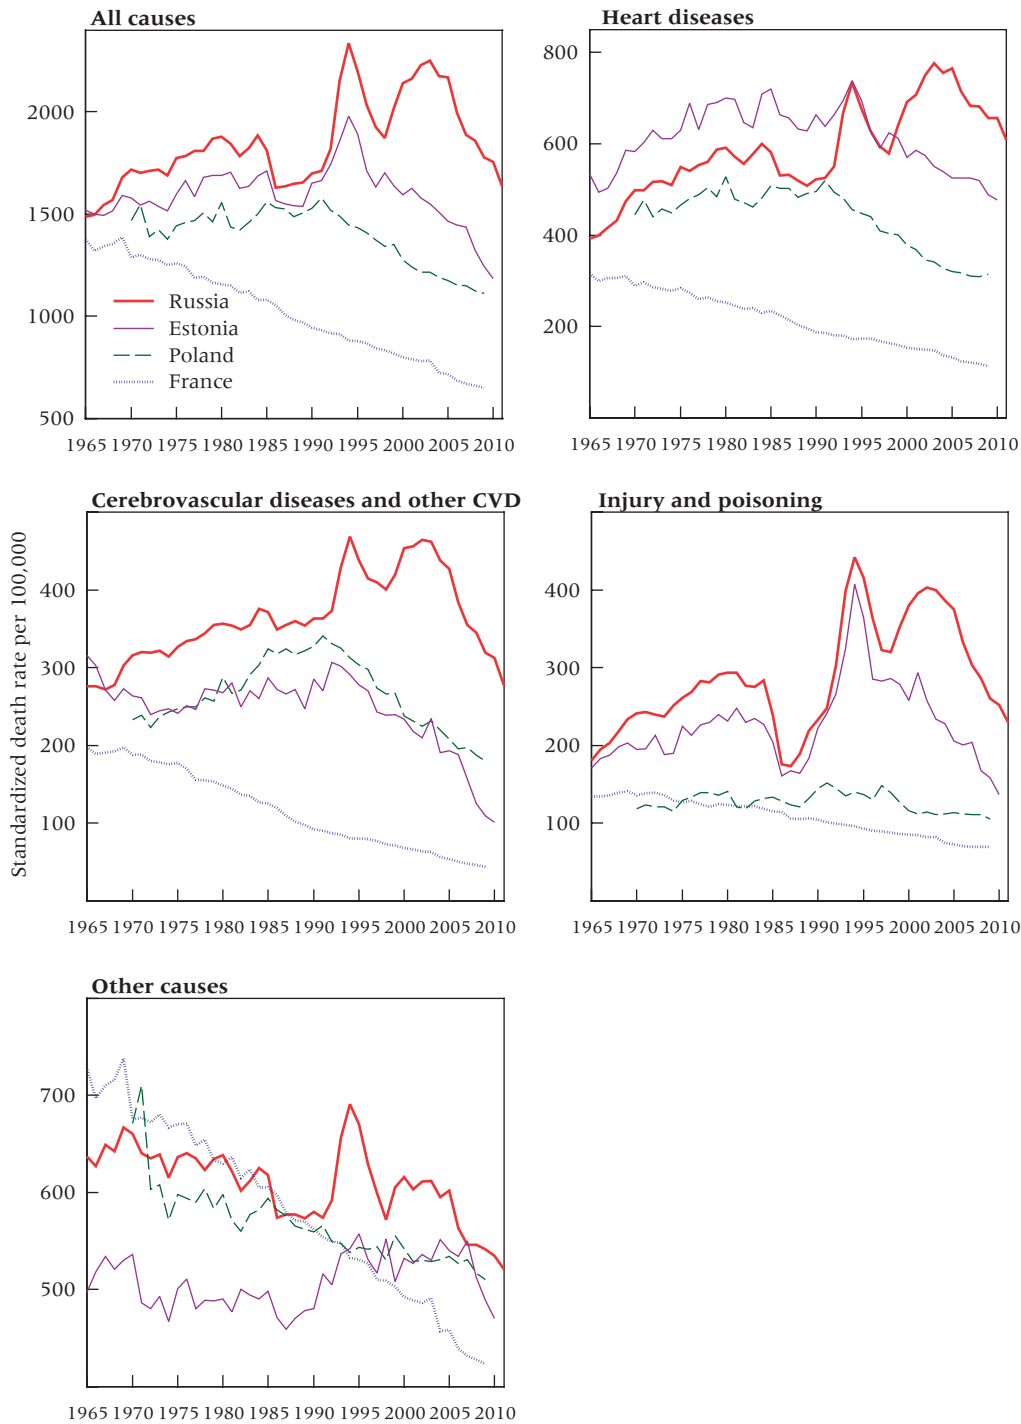 All causes
2000
1500
1000
500
Russia
Estonia
Poland
France
1965 1970 1975 1980 1985 1990 1995 2000 2005 2010
Heart diseases
800
600
400
200
1965 1970 1975 1980 1985 1990 1995 2000 2005 2010
Standardized death rate per 100,000
Cerebrovascular diseases and other CVD
400
300
200
100
1965 1970 1975 1980 1985 1990 1995 2000 2005 2010
Injury and poisoning
400
300
200
100
1965 1970 1975 1980 1985 1990 1995 2000 2005 2010
Other causes
700
600
500
1965 1970 1975 1980 1985 1990 1995 2000 2005 2010